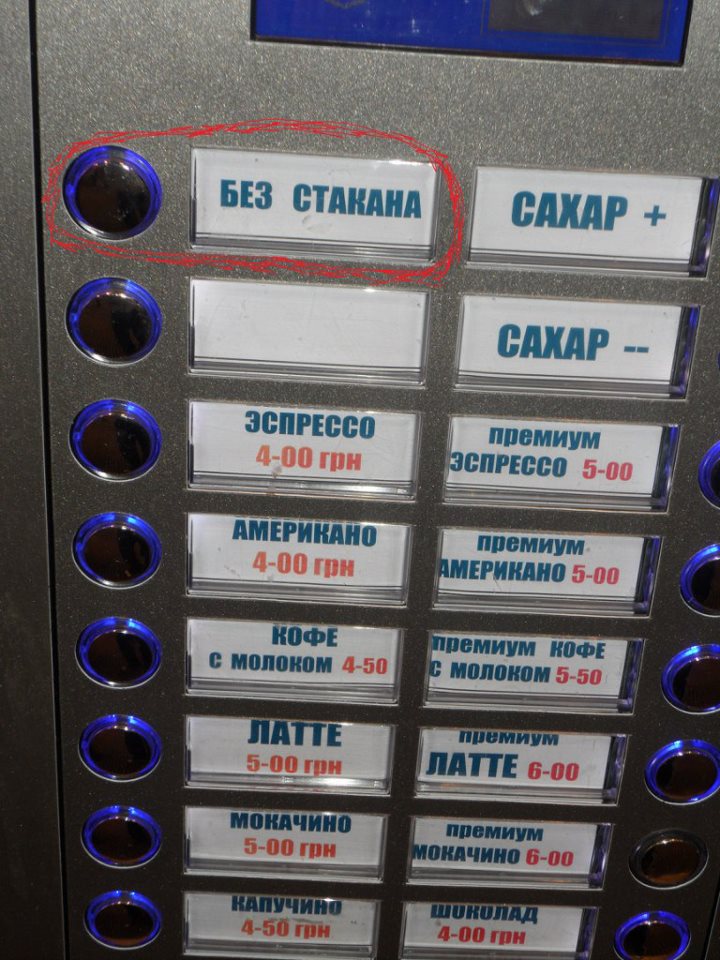 БЕЗ СТАКАНА
САХАР +
САХАР --
ЭСПРЕССО
4-00 грн
премиум
ЭСПРЕССО 5-00
АМЕРИКАНО
4-00 грн
премиум
АМЕРИКАНО 5-00
КОФЕ
С МОЛОКОМ 4-50
премиум КОФЕ
С МОЛОКОМ 5-50
ЛАТТЕ
5-00 грн
премиум
ЛАТТЕ 6-00
МОКАЧИНО
5-00 грн
премиум
МОКАЧИНО 6-00
КАПУЧИНО
4-50 грн
ШОКОЛАД
4-00 грн